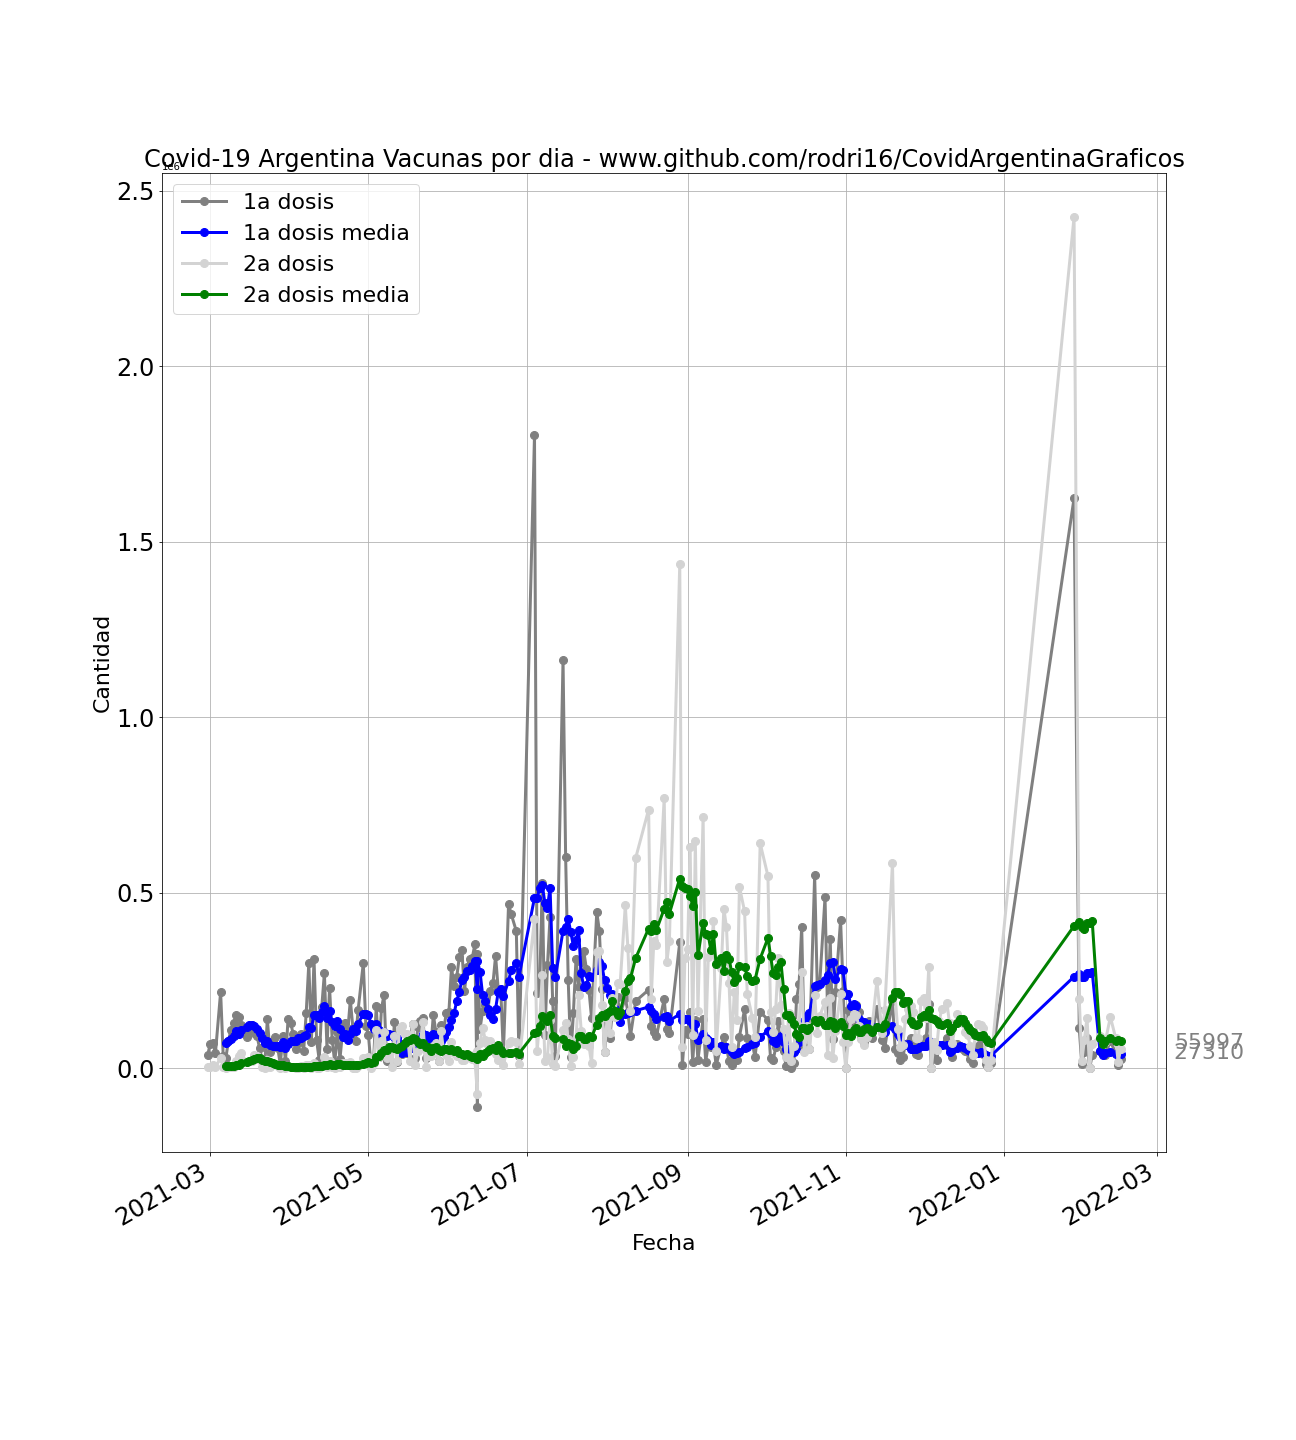 Covid-19 Argentina Vacunas por dia - www.github.com/rodri16/CovidArgentinaGraficos
1e6
2.5
1a dosis
1a dosis media
2a dosis
2a dosis media
2.0
1.5
1.0
0.5
0.0
Cantidad
55997
27310
2021-03
2021-05
2021-07
2021-09
2021-11
2022-01
2022-03
Fecha